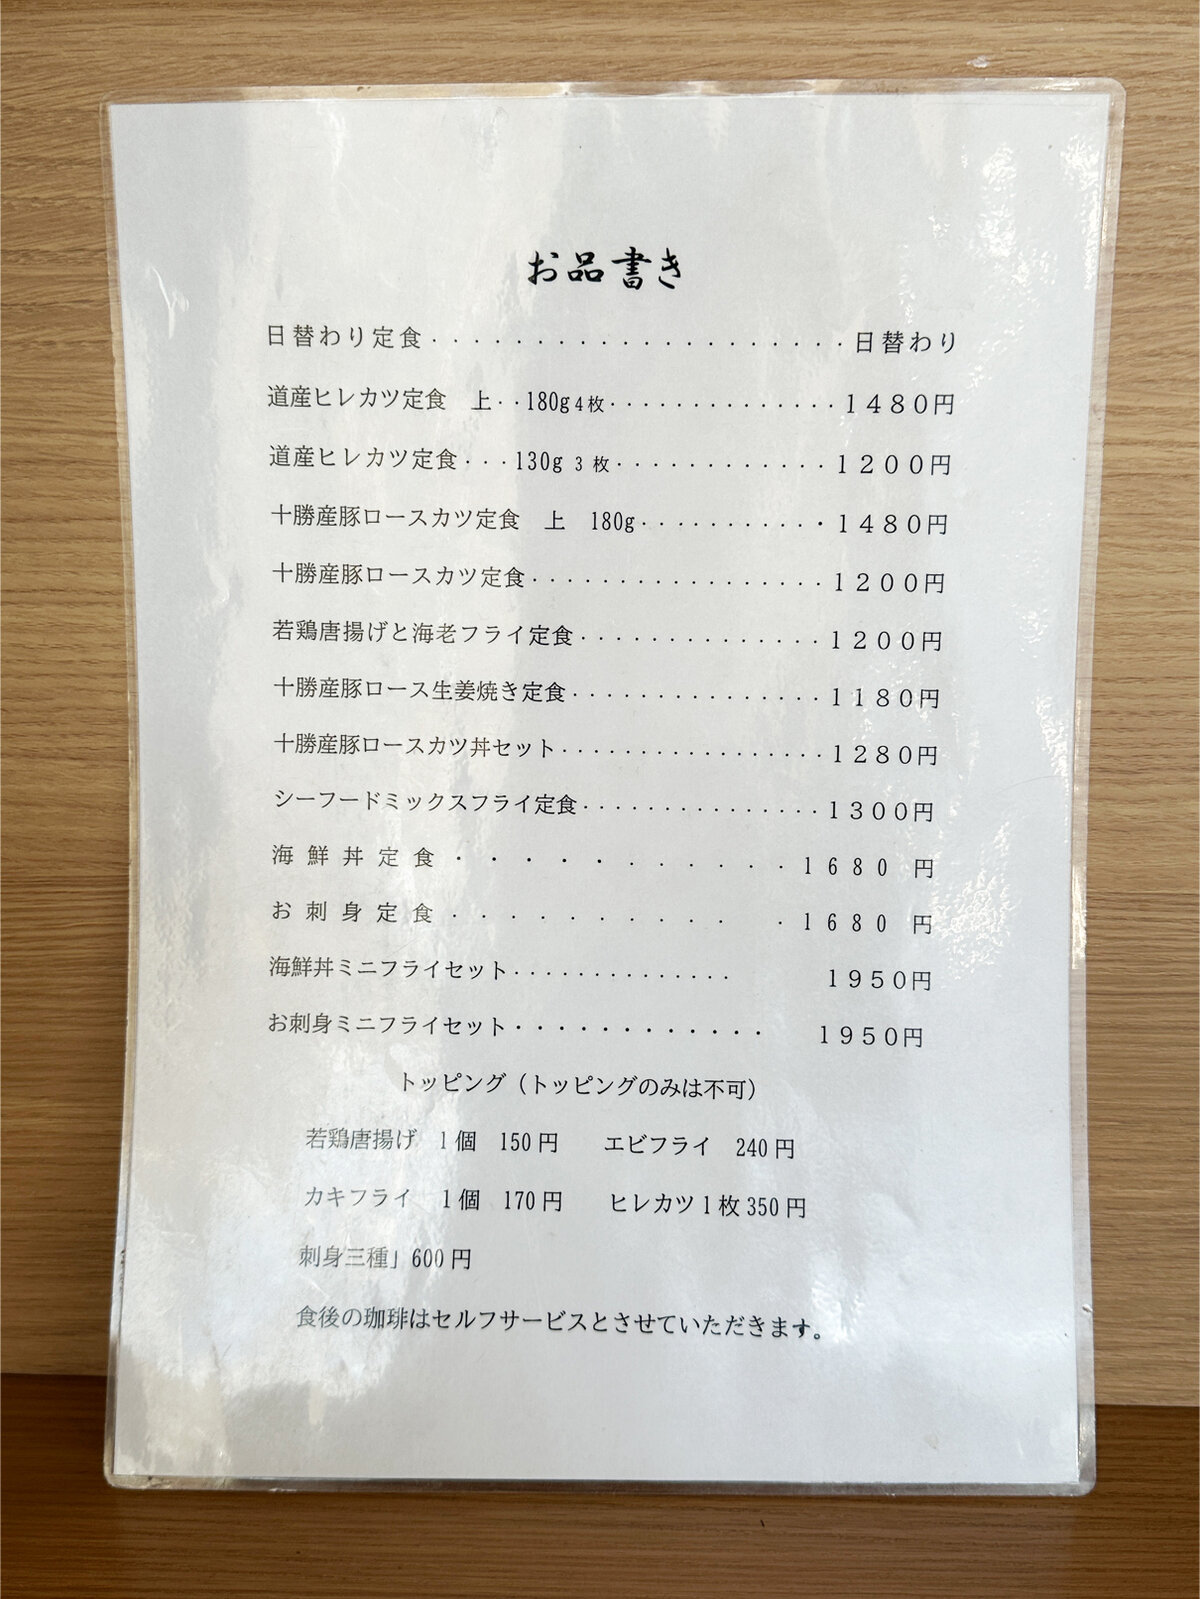 お品書き
日替わり定食・・・・・・・・・・・・・・・・・・・・日替わり
道産ヒレカツ定食　上・・180g4枚・・・・・・・・・・・・・・1480円
道産ヒレカツ定食・・・130g 3 枚・・・・・・・・・・・・1200円
十勝産豚ロースカツ定食　上　180g・・・・・・・・・・・1480円
十勝産豚ロースカツ定食・・・・・・・・・・・・・・・・・1200円
若鶏唐揚げと海老フライ定食・・・・・・・・・・・・・1200円
十勝産豚ロース生姜焼き定食・・・・・・・・・・・・・1180円
十勝産豚ロースカツ丼セット・・・・・・・・・・・・・・・・1280円
シーフードミックスフライ定食・・・・・・・・・・・・・・1300円
海鮮丼定食・・・・・・・・・・・1680 円
お刺身定食・・・・・・・・・・1680 円
海鮮丼ミニフライセット・・・・・・・・・・・・・・　1950円
お刺身ミニフライセット・・・・・・・・・・・・　1950円
トッピング（トッピングのみは不可）
若鶏唐揚げ　1個　150円　　エビフライ　240円
カキフライ　1個　170円　　ヒレカツ1枚350円
刺身三種」600円
食後の珈琲はセルフサービスとさせていただきます。